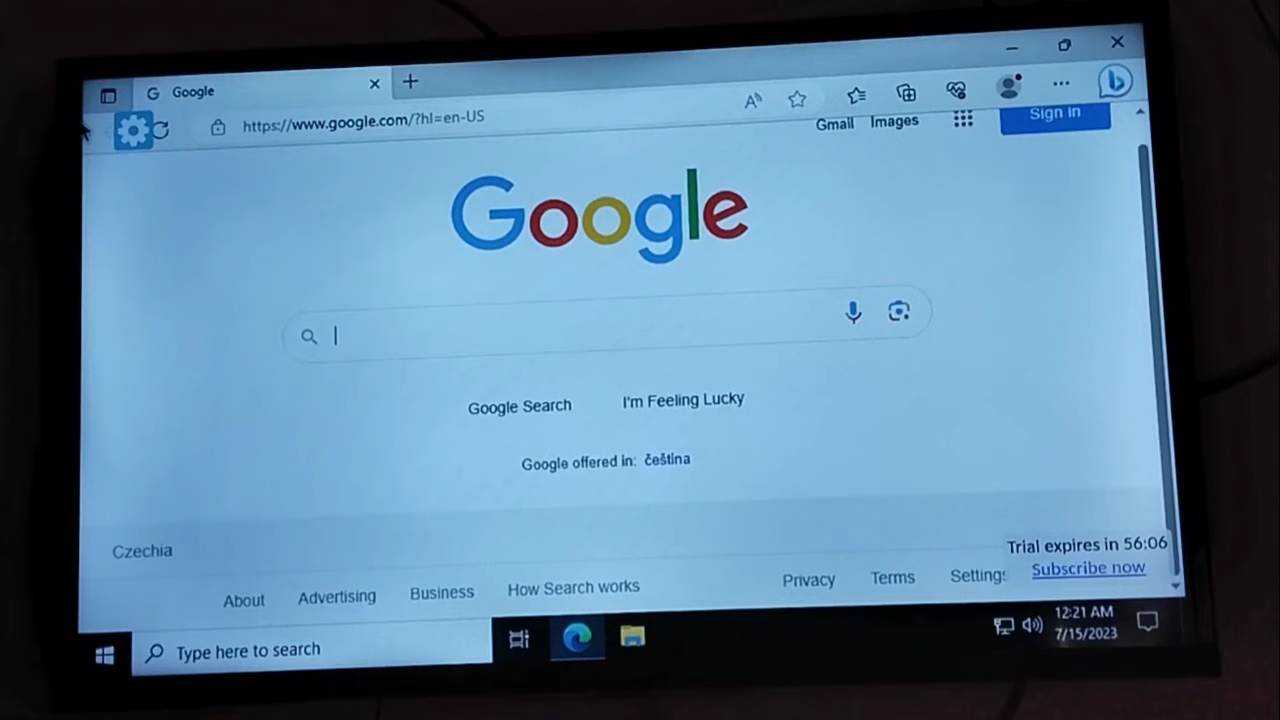 Google
https://www.google.com/?hl=en-US
Gmail Images Sign in
Google
Google Search I'm Feeling Lucky
Google offered in: čeština
Czechia
Trial expires in 56:06
Subscribe now
About Advertising Business How Search works Privacy Terms Settings
Type here to search
12:21 AM
7/15/2023